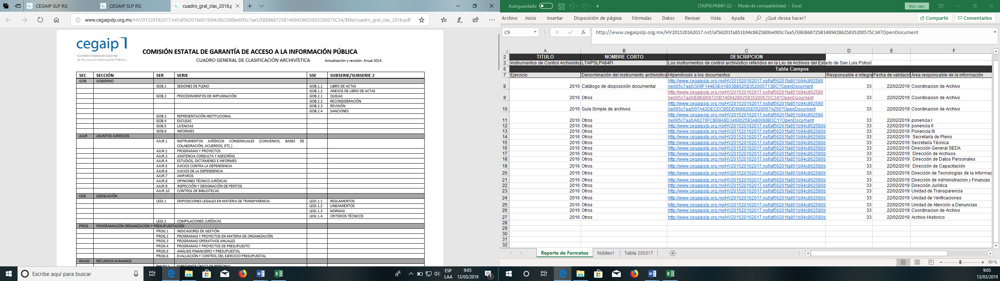 CEGAIP SLP RG
CEGAIP SLP RG
cuadro_gral_clas_2016.p
www.cegaipslp.org.mx/HV201520162017.nsf/af56201fa851b94c862580be005c7aa5/EBEB68725B1469428625835200575C34/$file/cuadro_gral_clas_2016.pdf
cegaip
Comisión Estatal de Garantía
de Acceso a la Información Pública.
COMISIÓN ESTATAL DE GARANTÍA DE ACCESO A LA INFORMACIÓN PÚBLICA
CUADRO GENERAL DE CLASIFICACIÓN ARCHIVÍSTICA Actualización y revisión: Anual 2014.
SEC SECCIÓN SER SERIE SSE SUBSERIE/SUBSERIE 2
GOB GOBIERNO
GOB.1 SESIONES DE PLENO GOB.1.1 LIBRO DE ACTAS
GOB.1.2 ANEXOS DE LIBRO DE ACTAS
GOB.2 PROCEDIMIENTOS DE IMPUGNACIÓN GOB.2.1 QUEJAS
GOB.2.2 RECONSIDERACIÓN
GOB.2.3 REVISIÓN
GOB.2.4 SANCIONES
GOB.3 REPRESENTACIÓN INSTITUCIONAL
GOB.4 EXCUSAS
GOB.5 LICENCIAS
GOB.6 INFORMES
AJUR ASUNTOS JURÍDICOS
AJUR.1 INSTRUMENTOS JURÍDICOS CONSENSUALES (CONVENIOS, BASES DE
COLABORACIÓN, ACUERDOS, ETC.)
AJUR.2 PROGRAMAS Y PROYECTOS
AJUR.3 ASISTENCIA CONSULTA Y ASESORÍAS
AJUR.4 ESTUDIOS, DICTÁMENES E INFORMES
AJUR.5 JUICIOS CONTRA LA DEPENDENCIA
AJUR.6 JUICIOS DE LA DEPENDENCIA
AJUR.7 AMPAROS
AJUR.8 OPINIONES TÉCNICO JURÍDICAS
AJUR.9 INSPECCIÓN Y DESIGNACIÓN DE PERITOS
AJUR.10 CONTROL DE BIBLIOTECAS
LEGI LEGISLACIÓN
LEGI.1 DISPOSICIONES LEGALES EN MATERIA DE TRANSPARENCIA LEGI.1.1 REGLAMENTOS
LEGI.1.2 LINEAMIENTOS
LEGI.1.3 NORMAS
LEGI.1.4 CRITERIOS TÉCNICOS
LEGI.2 COMPILACIONES JURÍDICAS
PROG PROGRAMACIÓN ORGANIZACIÓN Y PRESUPUESTACIÓN
PROG.1 INDICADORES DE GESTIÓN
PROG.2 PROGRAMAS Y PROYECTOS EN MATERIA DE ORGANIZACIÓN
PROG.3 PROGRAMAS OPERATIVOS ANUALES
PROG.4 PROGRAMAS Y PROYECTOS DE PRESUPUESTO
PROG.5 ANÁLISIS FINANCIERO Y PRESUPUESTAL
PROG.6 EVALUACIÓN Y CONTROL DEL EJERCICIO PRESUPUESTAL
RHUM RECURSOS HUMANOS
RHUM.1 EXPEDIENTE ÚNICO DE PERSONAL
Escribe aquí para buscar
ESP
LAA
9:05
13/03/2019
1
Autoguardado
LTAIPSLPA84FI (2) - Modo de compatibilidad - Excel
Inic. ses.
Archivo Inicio Insertar Disposición de página Fórmulas Datos Revisar Vista Ayuda ¿Qué desea hacer? Compartir Comentarios
C9 fx http://www.cegaipslp.org.mx/HV201520162017.nsf/af56201fa851b94c862580be005c7aa5/EBEB68725B1469428625835200575C34?OpenDocument
A B C D E F
2 TITULO NOMBRE CORTO DESCRIPCION
3 Instrumentos de Control Archivístico LTAIPSLPA84FI Los instrumentos de control archivístico referidos en la Ley de Archivos del Estado de San Luis Potosí.
6 Tabla Campos
7 Ejercicio Denominación del instrumento archivistico Hipervínculo a los documentos Responsable e integra Fecha de validació Área responsable de la información
http://www.cegaipslp.org.mx/HV201520162017.nsf/af56201fa851b94c862580
8 2016 Catálogo de disposición documental be005c7aa5/309F144E0EA1803B86258352005713BC?OpenDocument 33 22/02/2019 Coordinacion de Archivo
http://www.cegaipslp.org.mx/HV201520162017.nsf/af56201fa851b94c862580
9 2016 Otros be005c7aa5/EBEB68725B1469428625835200575C34?OpenDocument 33 22/02/2019 Coordinacion de Archivo
http://www.cegaipslp.org.mx/HV201520162017.nsf/af56201fa851b94c862580
10 2016 Guía Simple de archivos be005c7aa5/07A42DECDCB5DE96862583520057A250?OpenDocument 33 22/02/2019 Coordinacion de Archivo
http://www.cegaipslp.org.mx/HV201520162017.nsf/af56201fa851b94c862580
11 2016 Otros be005c7aa5/A6270FCB08A9D346862583A80068B3C1?OpenDocument 33 22/02/2019 ponencia I
12 2016 Otros http://www.cegaipslp.org.mx/HV201520162017.nsf/af56201fa851b94c862580b 33 22/02/2019 ponencia II
13 2016 Otros http://www.cegaipslp.org.mx/HV201520162017.nsf/af56201fa851b94c862580b 33 22/02/2019 Ponencia III
14 2016 Otros http://www.cegaipslp.org.mx/HV201520162017.nsf/af56201fa851b94c862580b 33 22/02/2019 Secretaría de Pleno
15 2016 Otros http://www.cegaipslp.org.mx/HV201520162017.nsf/af56201fa851b94c862580b 33 22/02/2019 Secretaría Técnica
16 2016 Otros http://www.cegaipslp.org.mx/HV201520162017.nsf/af56201fa851b94c862580b 33 22/02/2019 Dirección General SEDA
17 2016 Otros http://www.cegaipslp.org.mx/HV201520162017.nsf/af56201fa851b94c862580b 33 22/02/2019 Dirección de Archivos
18 2016 Otros http://www.cegaipslp.org.mx/HV201520162017.nsf/af56201fa851b94c862580b 33 22/02/2019 Dirección de Datos Personales
19 2016 Otros http://www.cegaipslp.org.mx/HV201520162017.nsf/af56201fa851b94c862580b 33 22/02/2019 Dirección de Capacitación
20 2016 Otros http://www.cegaipslp.org.mx/HV201520162017.nsf/af56201fa851b94c862580b 33 22/02/2019 Dirección de Tecnologías de la Informac
21 2016 Otros http://www.cegaipslp.org.mx/HV201520162017.nsf/af56201fa851b94c862580b 33 22/02/2019 Dirección de Administracion y Finanzas
22 2016 Otros http://www.cegaipslp.org.mx/HV201520162017.nsf/af56201fa851b94c862580b 33 22/02/2019 Dirección Jurídica
23 2016 Otros http://www.cegaipslp.org.mx/HV201520162017.nsf/af56201fa851b94c862580b 33 22/02/2019 Unidad de Transparencia
24 2016 Otros http://www.cegaipslp.org.mx/HV201520162017.nsf/af56201fa851b94c862580b 33 22/02/2019 Unidad de Verificaciones
25 2016 Otros http://www.cegaipslp.org.mx/HV201520162017.nsf/af56201fa851b94c862580b 33 22/02/2019 Unidad de Atención a Denuncias
26 2016 Otros http://www.cegaipslp.org.mx/HV201520162017.nsf/af56201fa851b94c862580b 33 22/02/2019 Coordinacion de Archivo
27 2016 Otros http://www.cegaipslp.org.mx/HV201520162017.nsf/af56201fa851b94c862580b 33 22/02/2019 Archivo Historico
28
29
30
31
32
Reporte de Formatos hidden1 Tabla 205317
90 %
9:05
13/03/2019